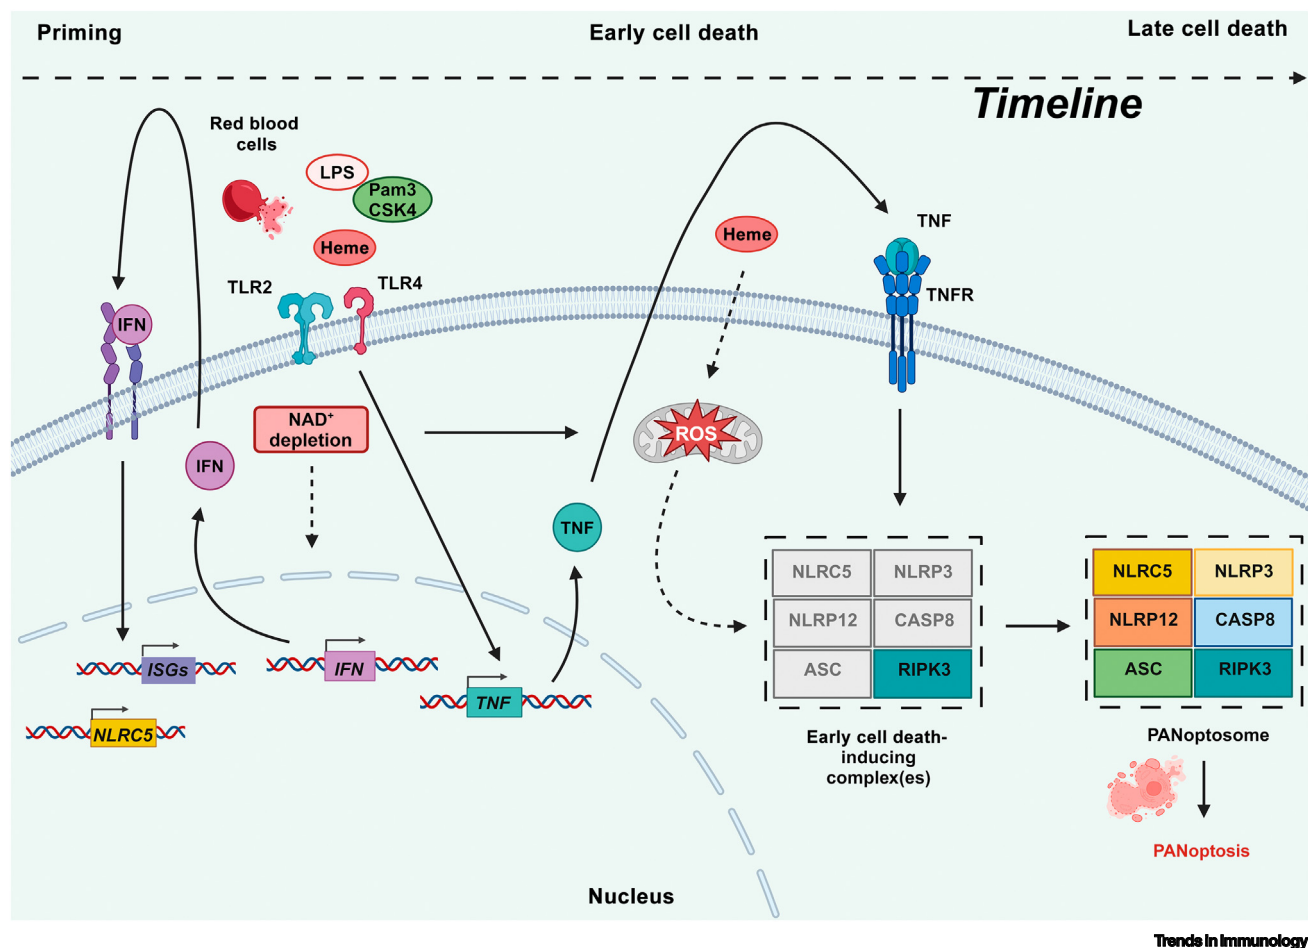 Priming
Early cell death
Late cell death
Timeline
Red blood
cells
LPS
Pam3
CSK4
Heme
TLR2
TLR4
IFN
NAD+
depletion
IFN
Heme
TNF
TNFR
ROS
TNF
ISGs
IFN
TNF
NLRC5
NLRC5
NLRP3
NLRP12
CASP8
ASC
RIPK3
Early cell death-
inducing
complex(es)
NLRC5
NLRP3
NLRP12
CASP8
ASC
RIPK3
PANoptosome
PANoptosis
Nucleus
Trends in Immunology